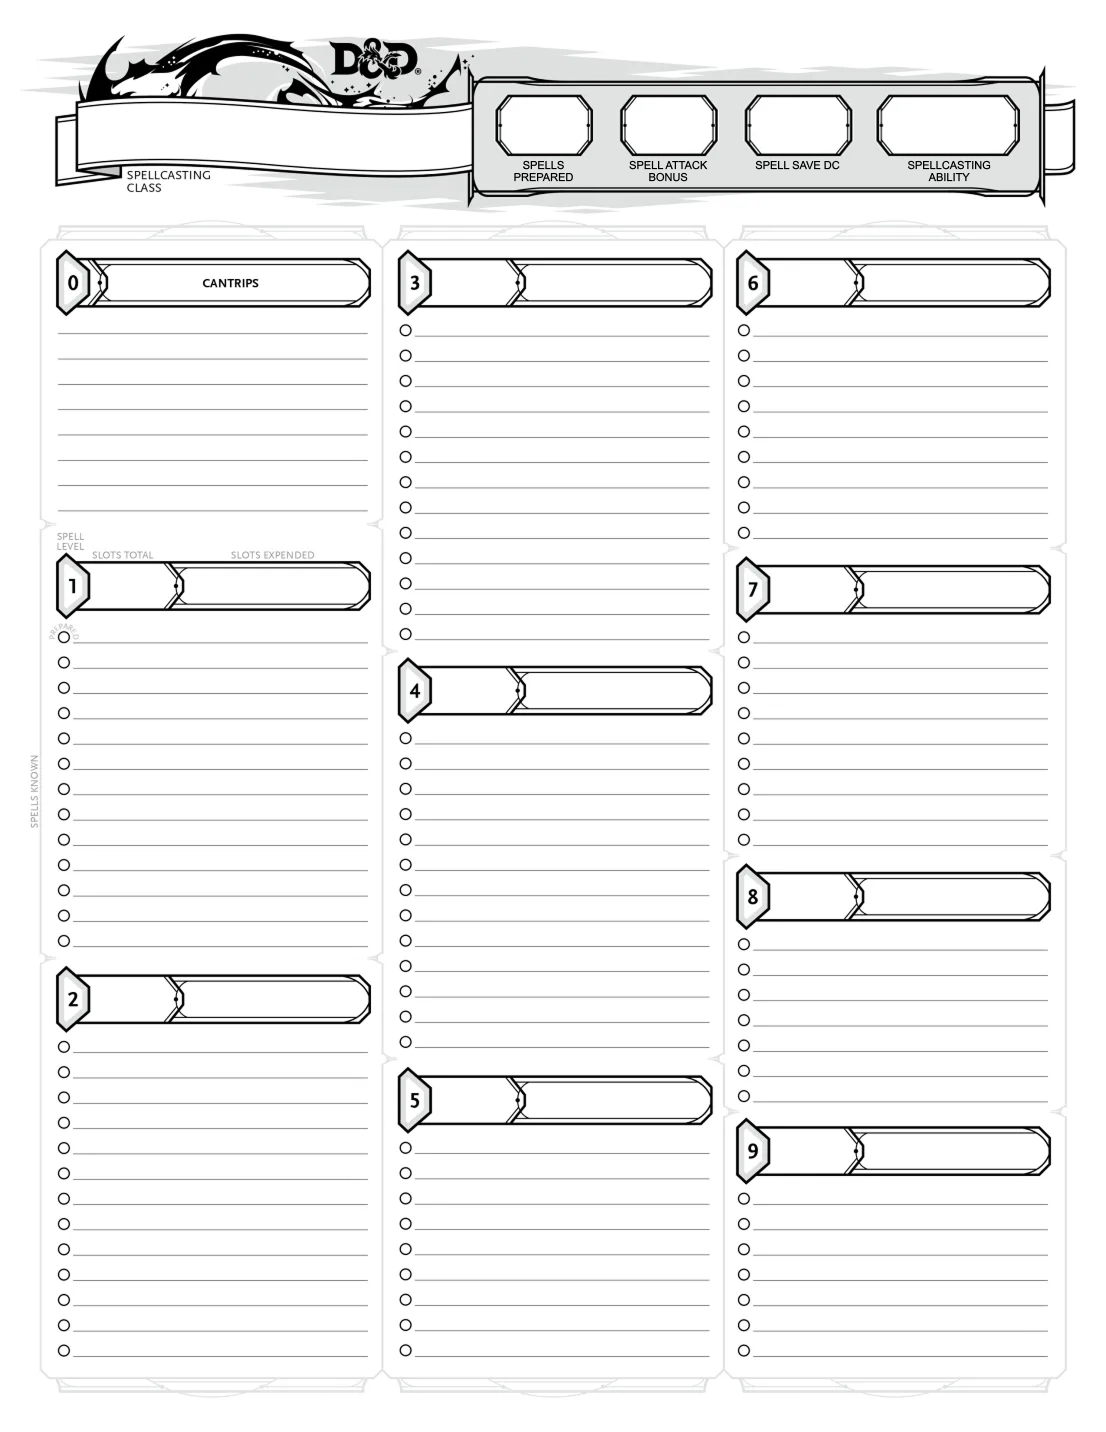 D&D®
SPELLCASTING
CLASS
SPELLS
PREPARED
SPELL ATTACK
BONUS
SPELL SAVE DC
SPELLCASTING
ABILITY
0
CANTRIPS
SPELL
LEVEL
SLOTS TOTAL
SLOTS EXPENDED
1
PREPARED
SPELLS KNOWN
2
3
4
5
6
7
8
9